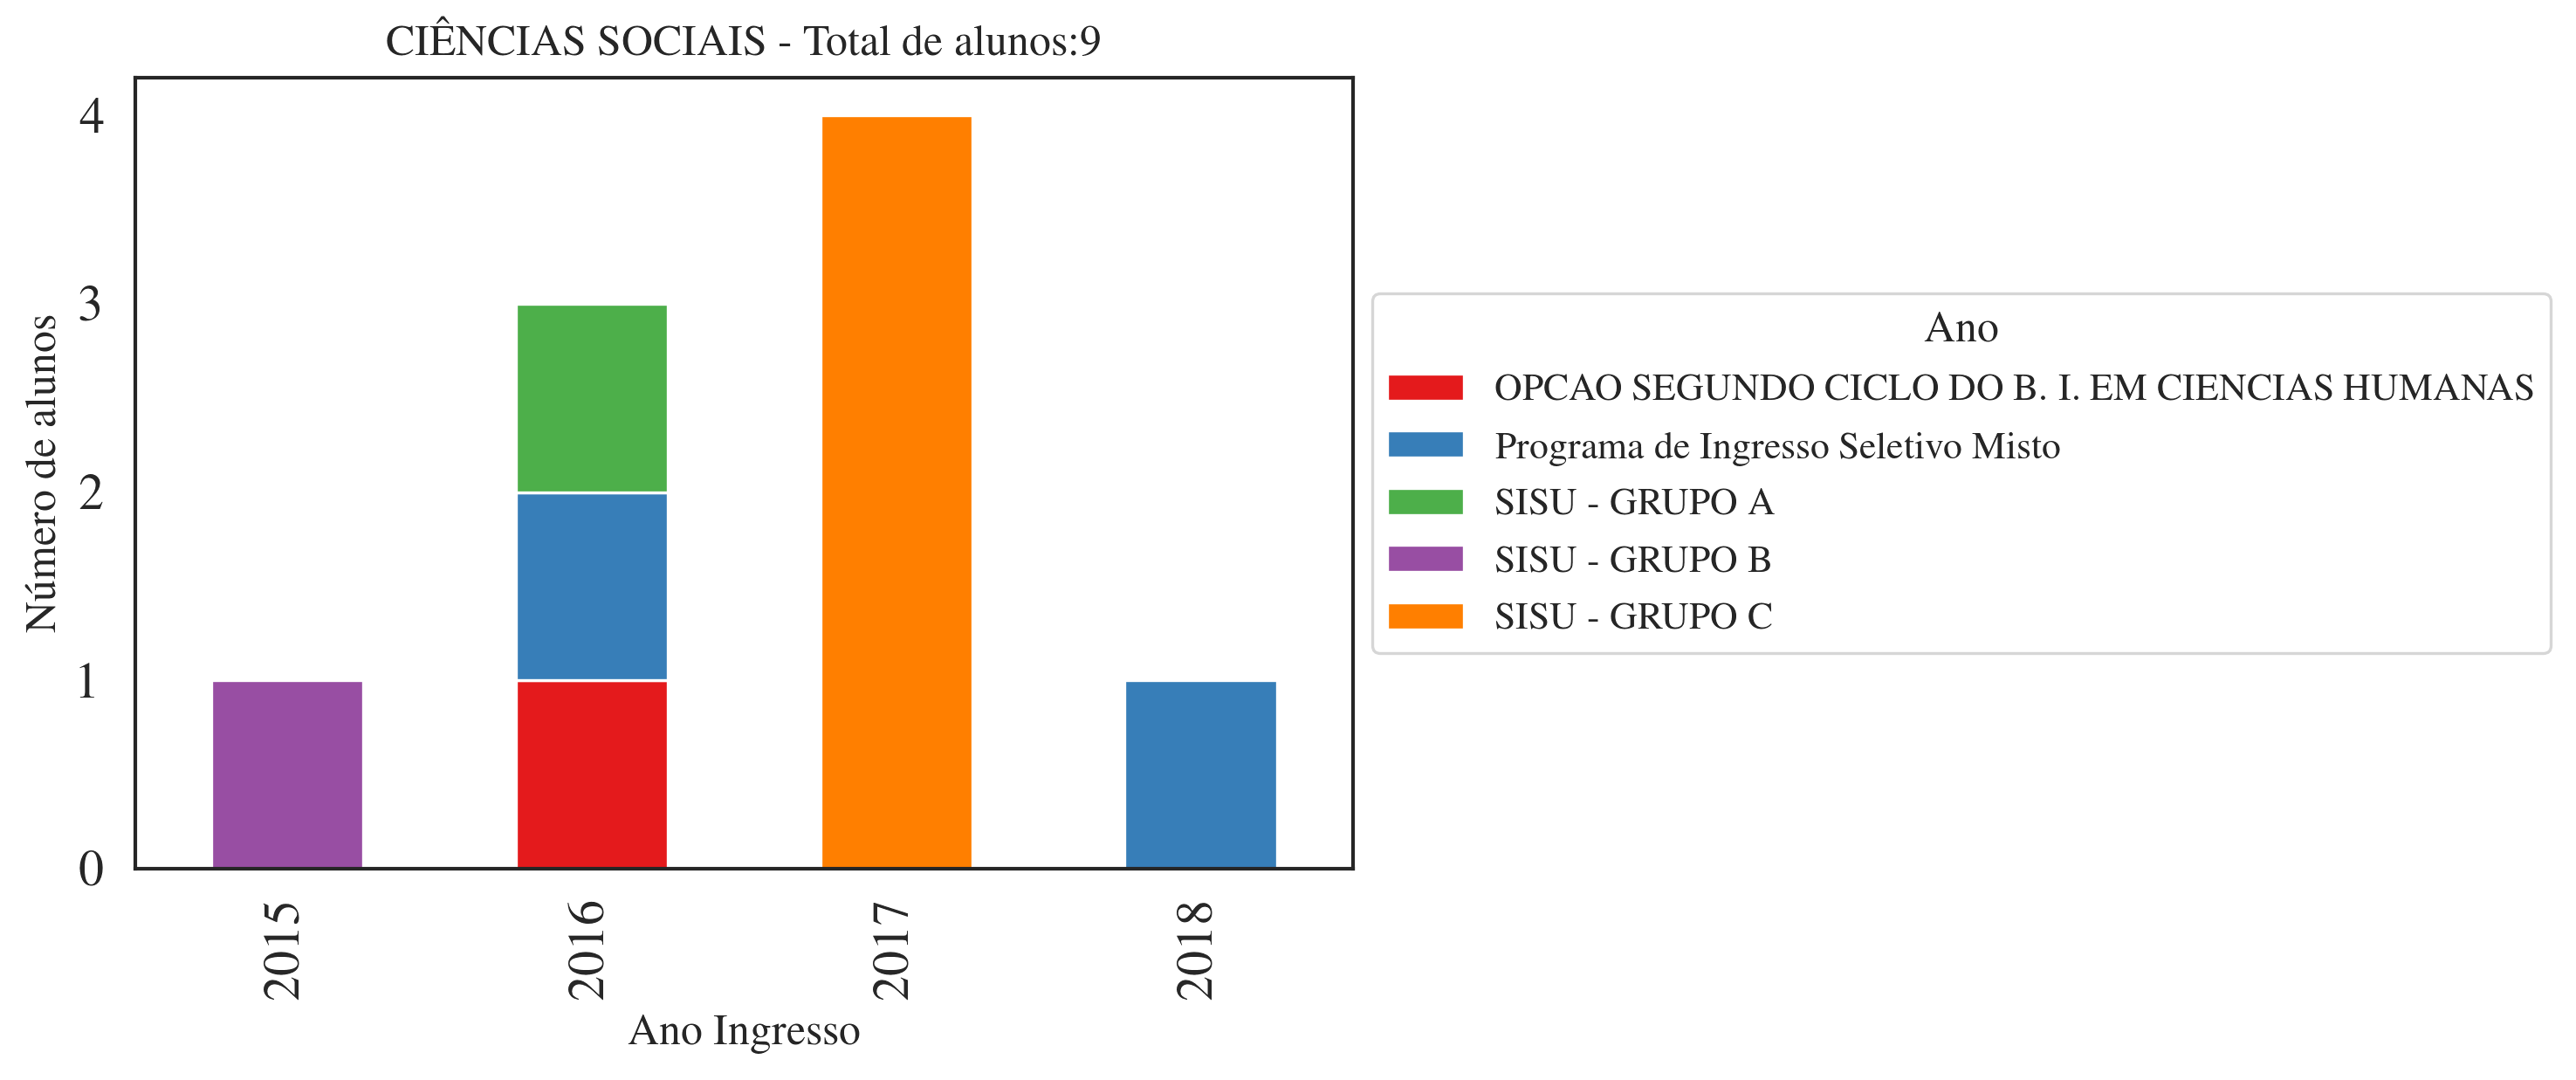 CIÊNCIAS SOCIAIS - Total de alunos:9
Número de alunos
4
3
2
1
0
2015
2016
2017
2018
Ano Ingresso
Ano
OPCAO SEGUNDO CICLO DO B. I. EM CIENCIAS HUMANAS
Programa de Ingresso Seletivo Misto
SISU - GRUPO A
SISU - GRUPO B
SISU - GRUPO C